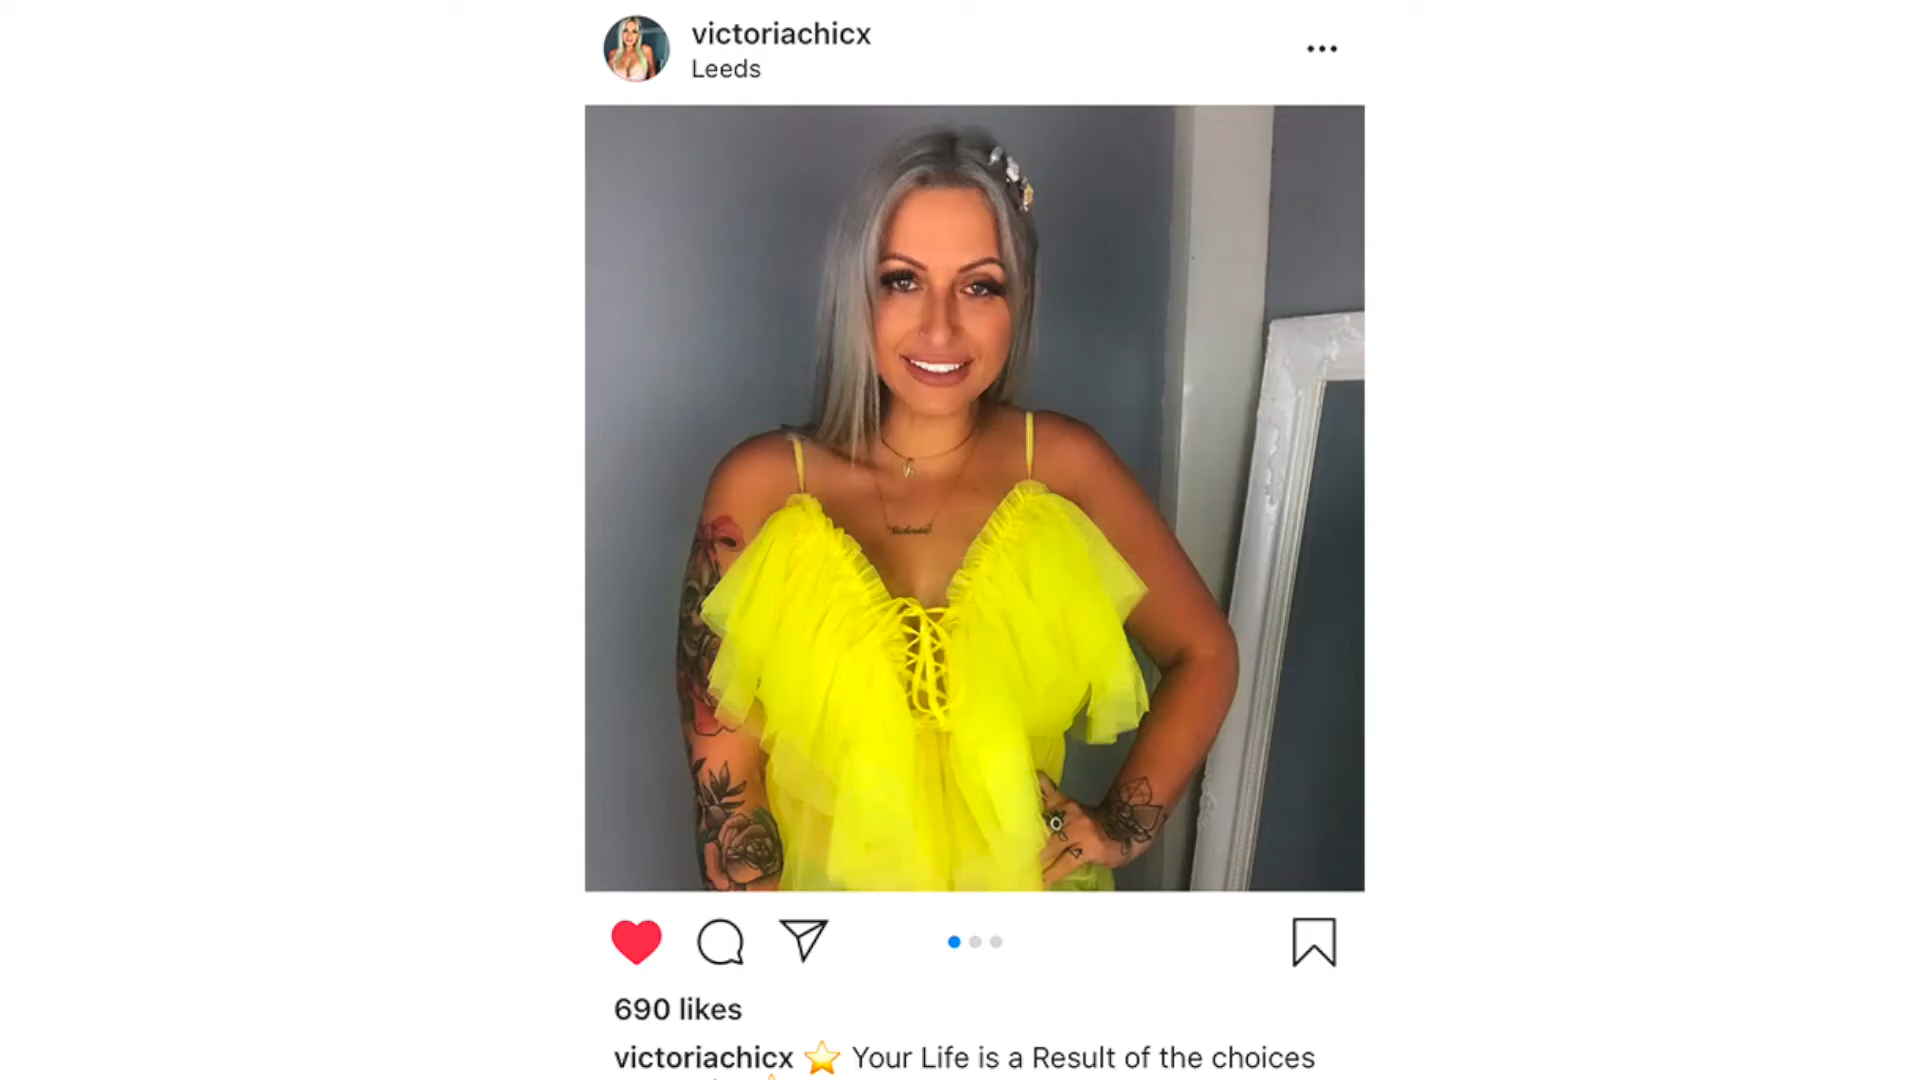 victoriachicx
Leeds
690 likes
victoriachicx ⭐ Your Life is a Result of the choices